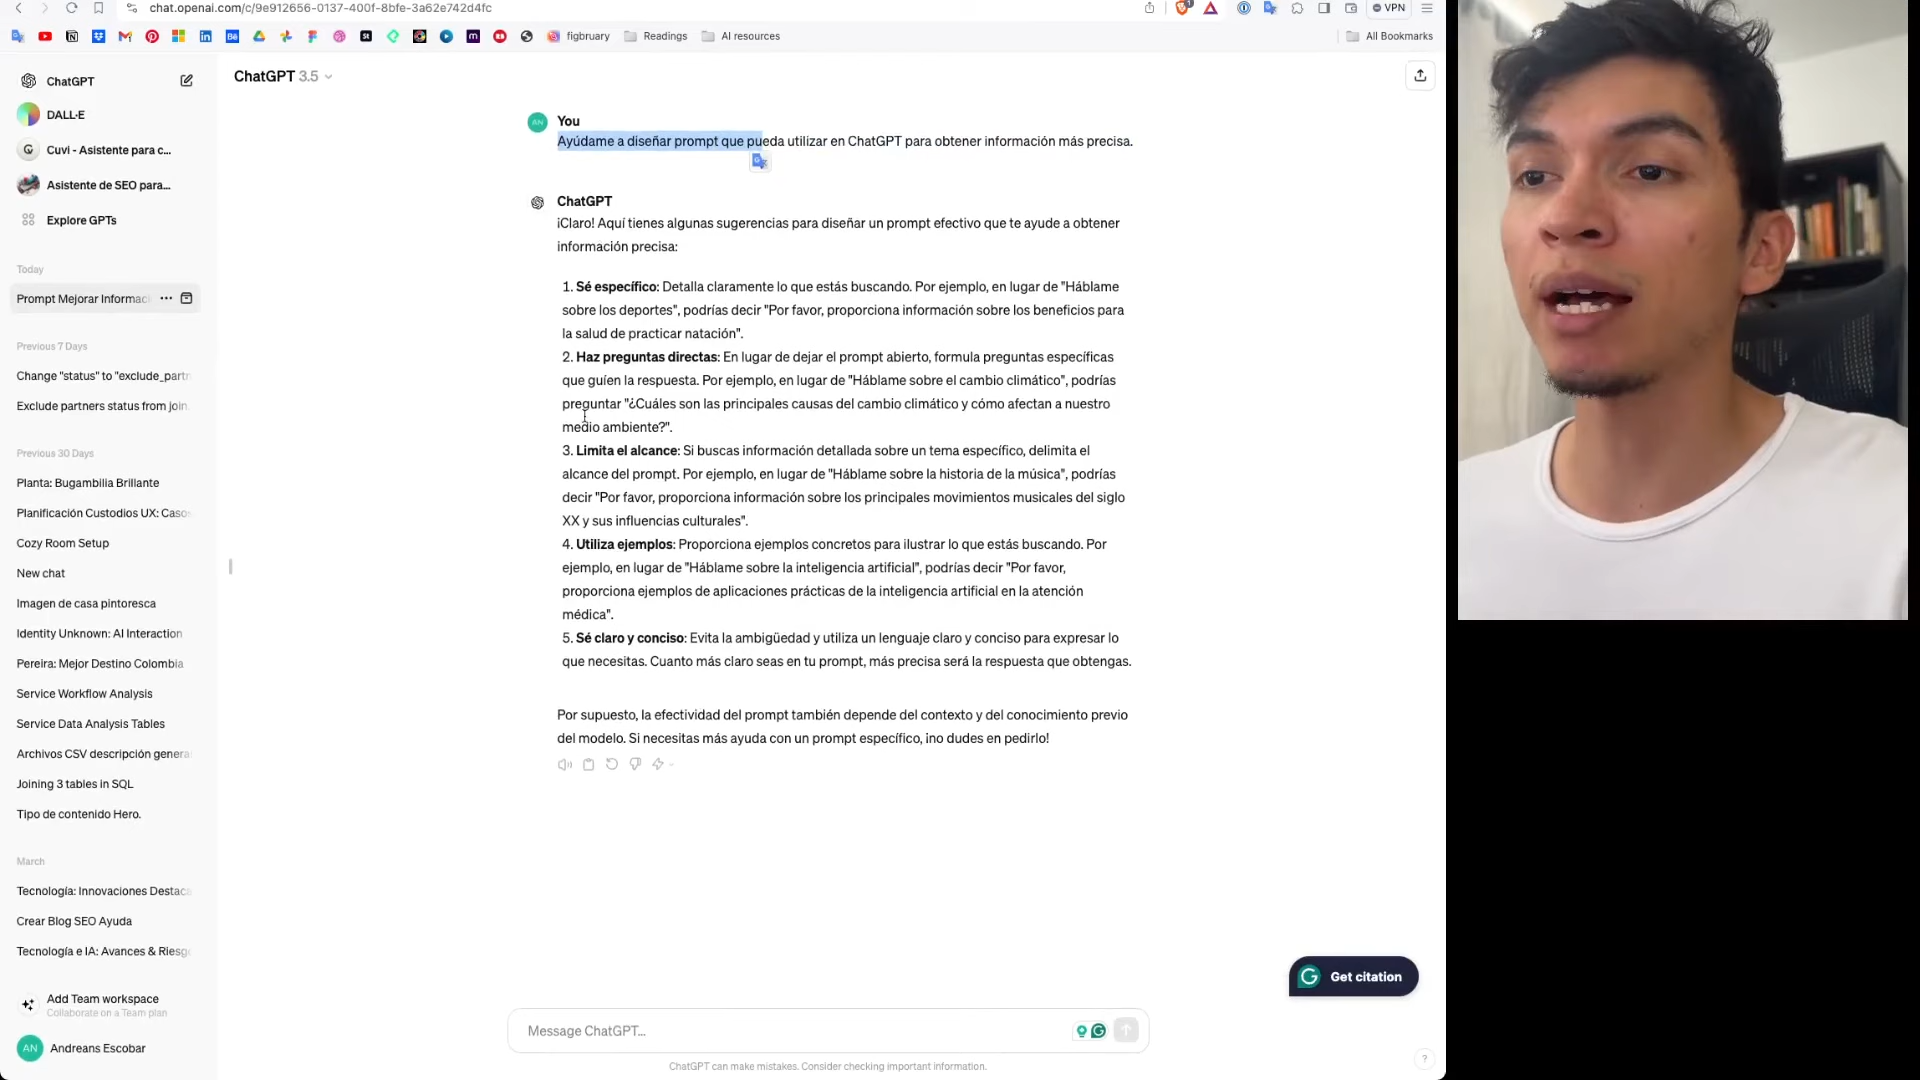 chat.openai.com/c/9e912656-0137-400f-8bfe-3a62e742d4fc
VPN
figbruary
Readings
AI resources
All Bookmarks
ChatGPT
DALL·E
Cuvi - Asistente para c...
Asistente de SEO para...
Explore GPTs
Today
Prompt Mejorar Informac
Previous 7 Days
Change "status" to "exclude_partn
Exclude partners status from join.
Previous 30 Days
Planta: Bugambilia Brillante
Planificación Custodios UX: Casos
Cozy Room Setup
New chat
Imagen de casa pintoresca
Identity Unknown: AI Interaction
Pereira: Mejor Destino Colombia
Service Workflow Analysis
Service Data Analysis Tables
Archivos CSV descripción genera
Joining 3 tables in SQL
Tipo de contenido Hero.
March
Tecnología: Innovaciones Destaca
Crear Blog SEO Ayuda
Tecnología e IA: Avances & Riesgo
Add Team workspace
Collaborate on a Team plan
AN Andreans Escobar
ChatGPT 3.5
AN You
Ayúdame a diseñar prompt que pueda utilizar en ChatGPT para obtener información más precisa.
ChatGPT
¡Claro! Aquí tienes algunas sugerencias para diseñar un prompt efectivo que te ayude a obtener
información precisa:
1. Sé específico: Detalla claramente lo que estás buscando. Por ejemplo, en lugar de "Háblame
sobre los deportes", podrías decir "Por favor, proporciona información sobre los beneficios para
la salud de practicar natación".
2. Haz preguntas directas: En lugar de dejar el prompt abierto, formula preguntas específicas
que guíen la respuesta. Por ejemplo, en lugar de "Háblame sobre el cambio climático", podrías
preguntar "¿Cuáles son las principales causas del cambio climático y cómo afectan a nuestro
medio ambiente?".
3. Limita el alcance: Si buscas información detallada sobre un tema específico, delimita el
alcance del prompt. Por ejemplo, en lugar de "Háblame sobre la historia de la música", podrías
decir "Por favor, proporciona información sobre los principales movimientos musicales del siglo
XX y sus influencias culturales".
4. Utiliza ejemplos: Proporciona ejemplos concretos para ilustrar lo que estás buscando. Por
ejemplo, en lugar de "Háblame sobre la inteligencia artificial", podrías decir "Por favor,
proporciona ejemplos de aplicaciones prácticas de la inteligencia artificial en la atención
médica".
5. Sé claro y conciso: Evita la ambigüedad y utiliza un lenguaje claro y conciso para expresar lo
que necesitas. Cuanto más claro seas en tu prompt, más precisa será la respuesta que obtengas.
Por supuesto, la efectividad del prompt también depende del contexto y del conocimiento previo
del modelo. Si necesitas más ayuda con un prompt específico, ¡no dudes en pedirlo!
Get citation
Message ChatGPT...
ChatGPT can make mistakes. Consider checking important information.
?